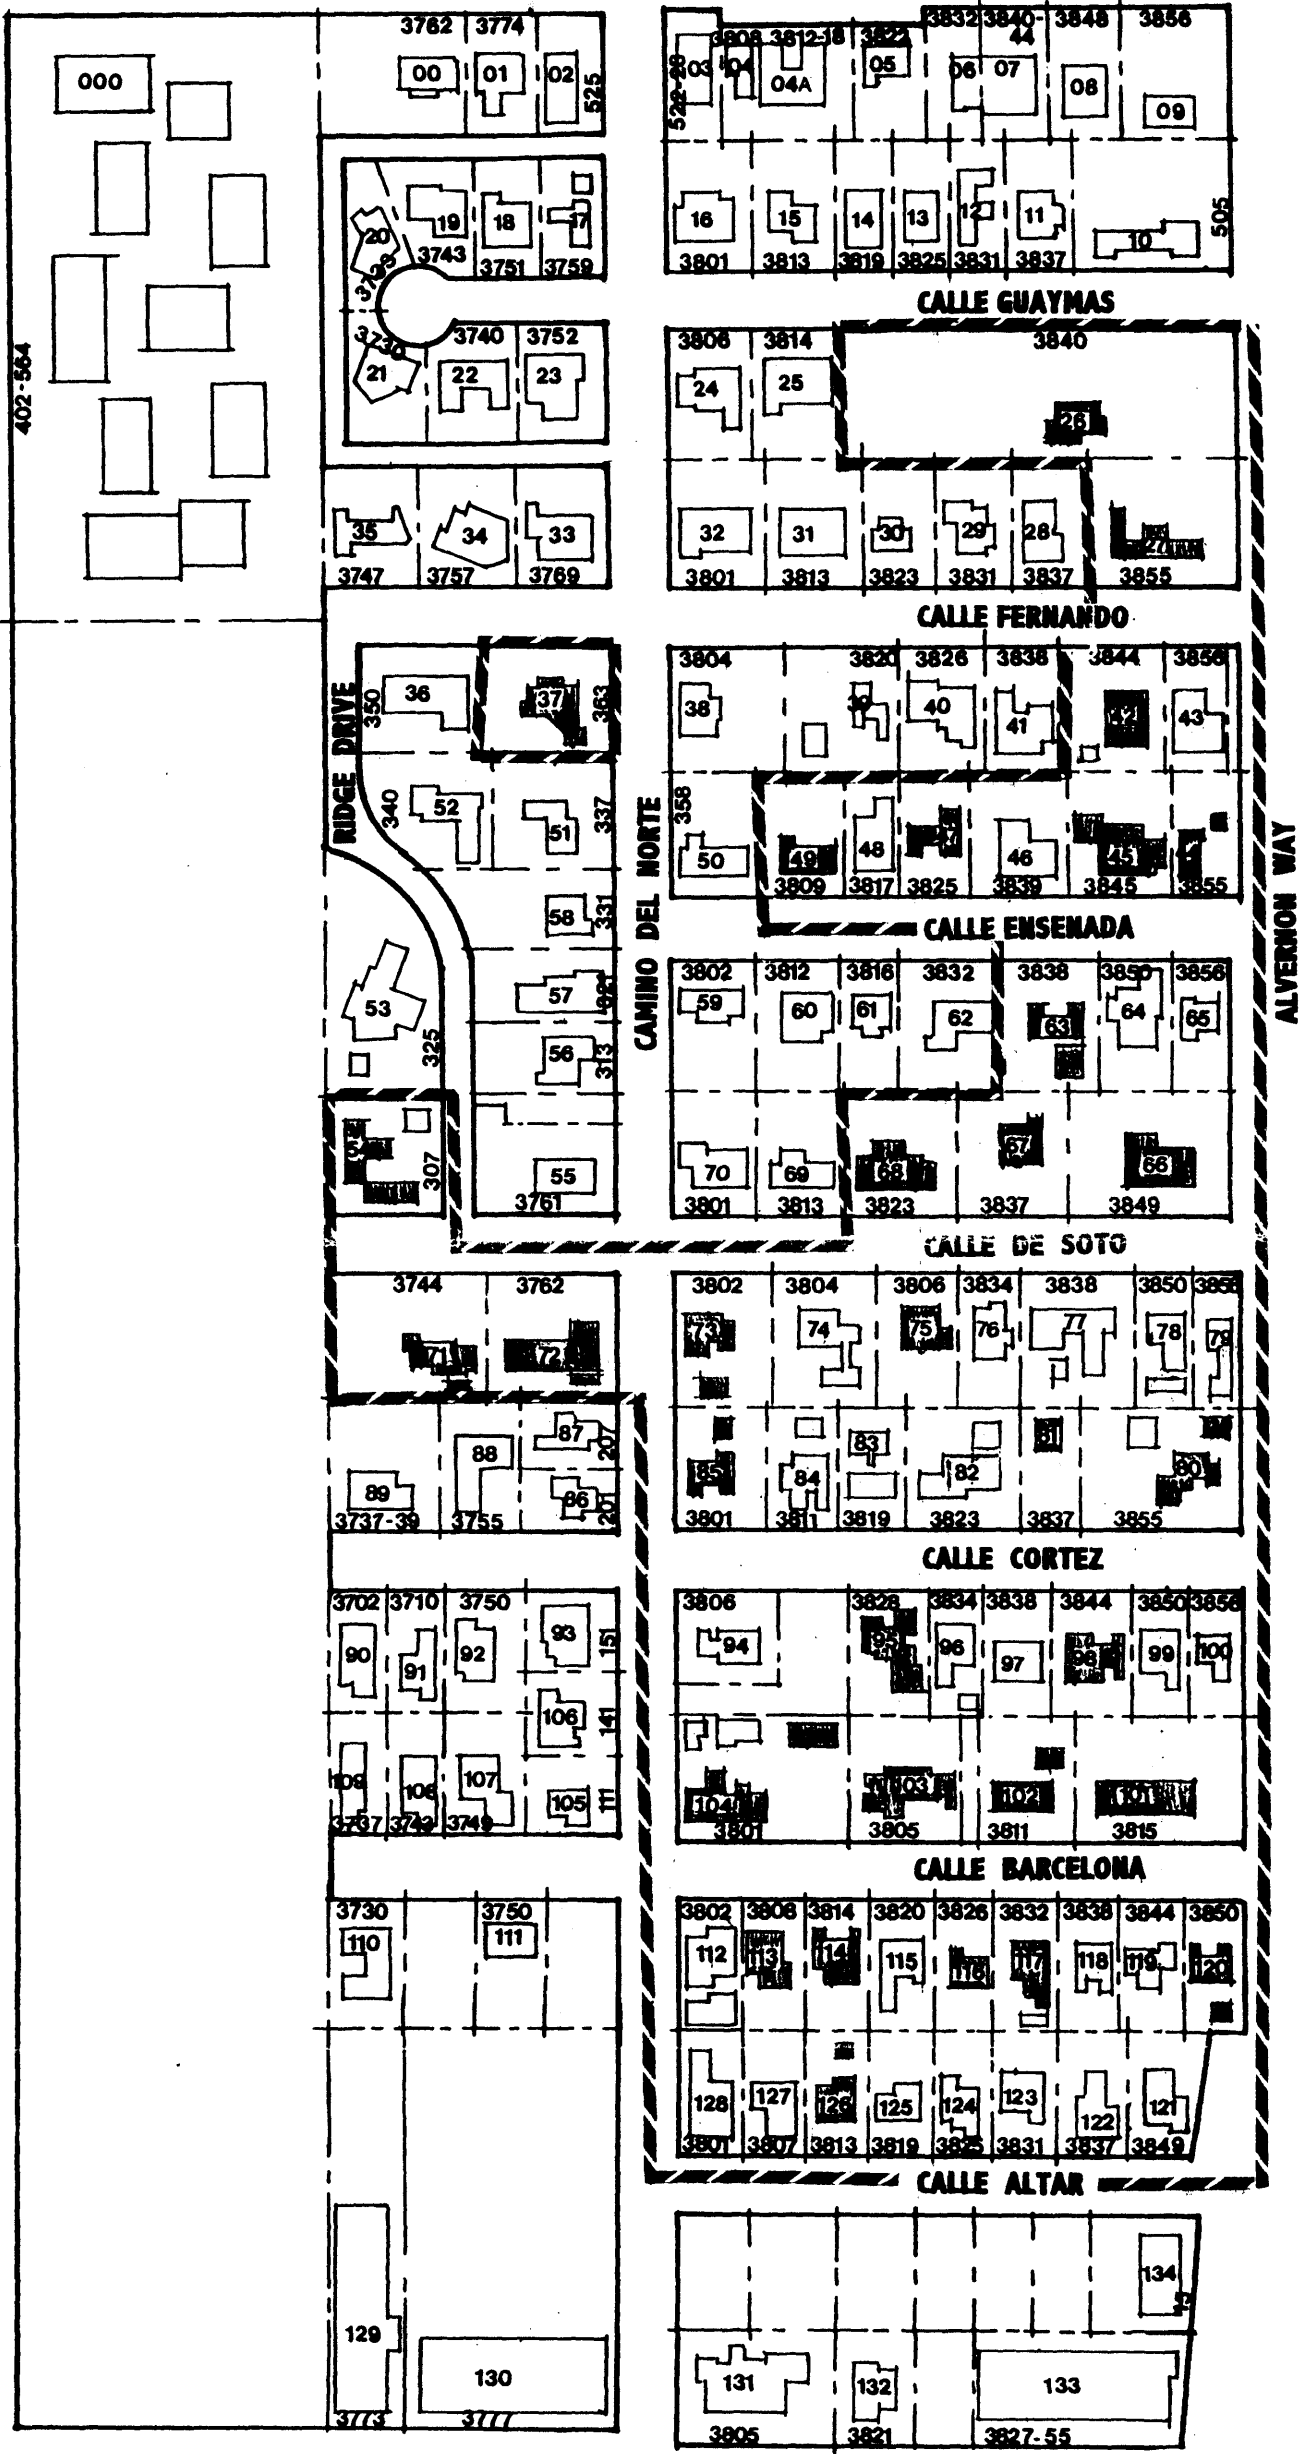 3762 3774
000 00 01 02
525
3832 3840-44 3848 3856
3808 3812-18 3822
522-28 03 04 04A 05 06 07 08 09
16 15 14 13 12 11 10
505
3801 3813 3819 3825 3831 3837
20 19 18 17
3743 3751 3759
3733
CALLE GUAYMAS
3730 3740 3752
21 22 23
402-564
3806 3814 3840
24 25 26
35 34 33
3747 3757 3769
32 31 30 29 28 27
3801 3813 3823 3831 3837 3855
CALLE FERNANDO
RIDGE DRIVE
350 36 37 363
3804 3820 3826 3838 3844 3856
38 39 40 41 42 43
340 52 51 337
358
50 49 48 47 46 45 44
3809 3817 3825 3839 3845 3855
CAMINO DEL NORTE
ALVERNON WAY
CALLE ENSENADA
58 331
53 57 321
325 56 313
3802 3812 3816 3832 3838 3850 3856
59 60 61 62 63 64 65
54 307 55
3761
70 69 68 67 66
3801 3813 3823 3837 3849
CALLE DE SOTO
3744 3762
71 72
3802 3804 3806 3834 3838 3850 3856
73 74 75 76 77 78 79
89 88 87 207
86 201
3737-39 3755
85 84 83 82 81 80
3801 3811 3819 3823 3837 3855
CALLE CORTEZ
3702 3710 3750
90 91 92 93 151
3806 3828 3834 3838 3844 3850 3856
94 95 96 97 98 99 100
106 141
109 108 107 105 111
3737 3743 3749
104 103 102 101
3801 3805 3811 3815
CALLE BARCELONA
3730 3750
110 111
3802 3808 3814 3820 3826 3832 3838 3844 3850
112 113 114 115 116 117 118 119 120
128 127 126 125 124 123 122 121
3801 3807 3813 3819 3825 3831 3837 3849
CALLE ALTAR
134
15
129 130
3773 3777
131 132 133
3805 3821 3827-55